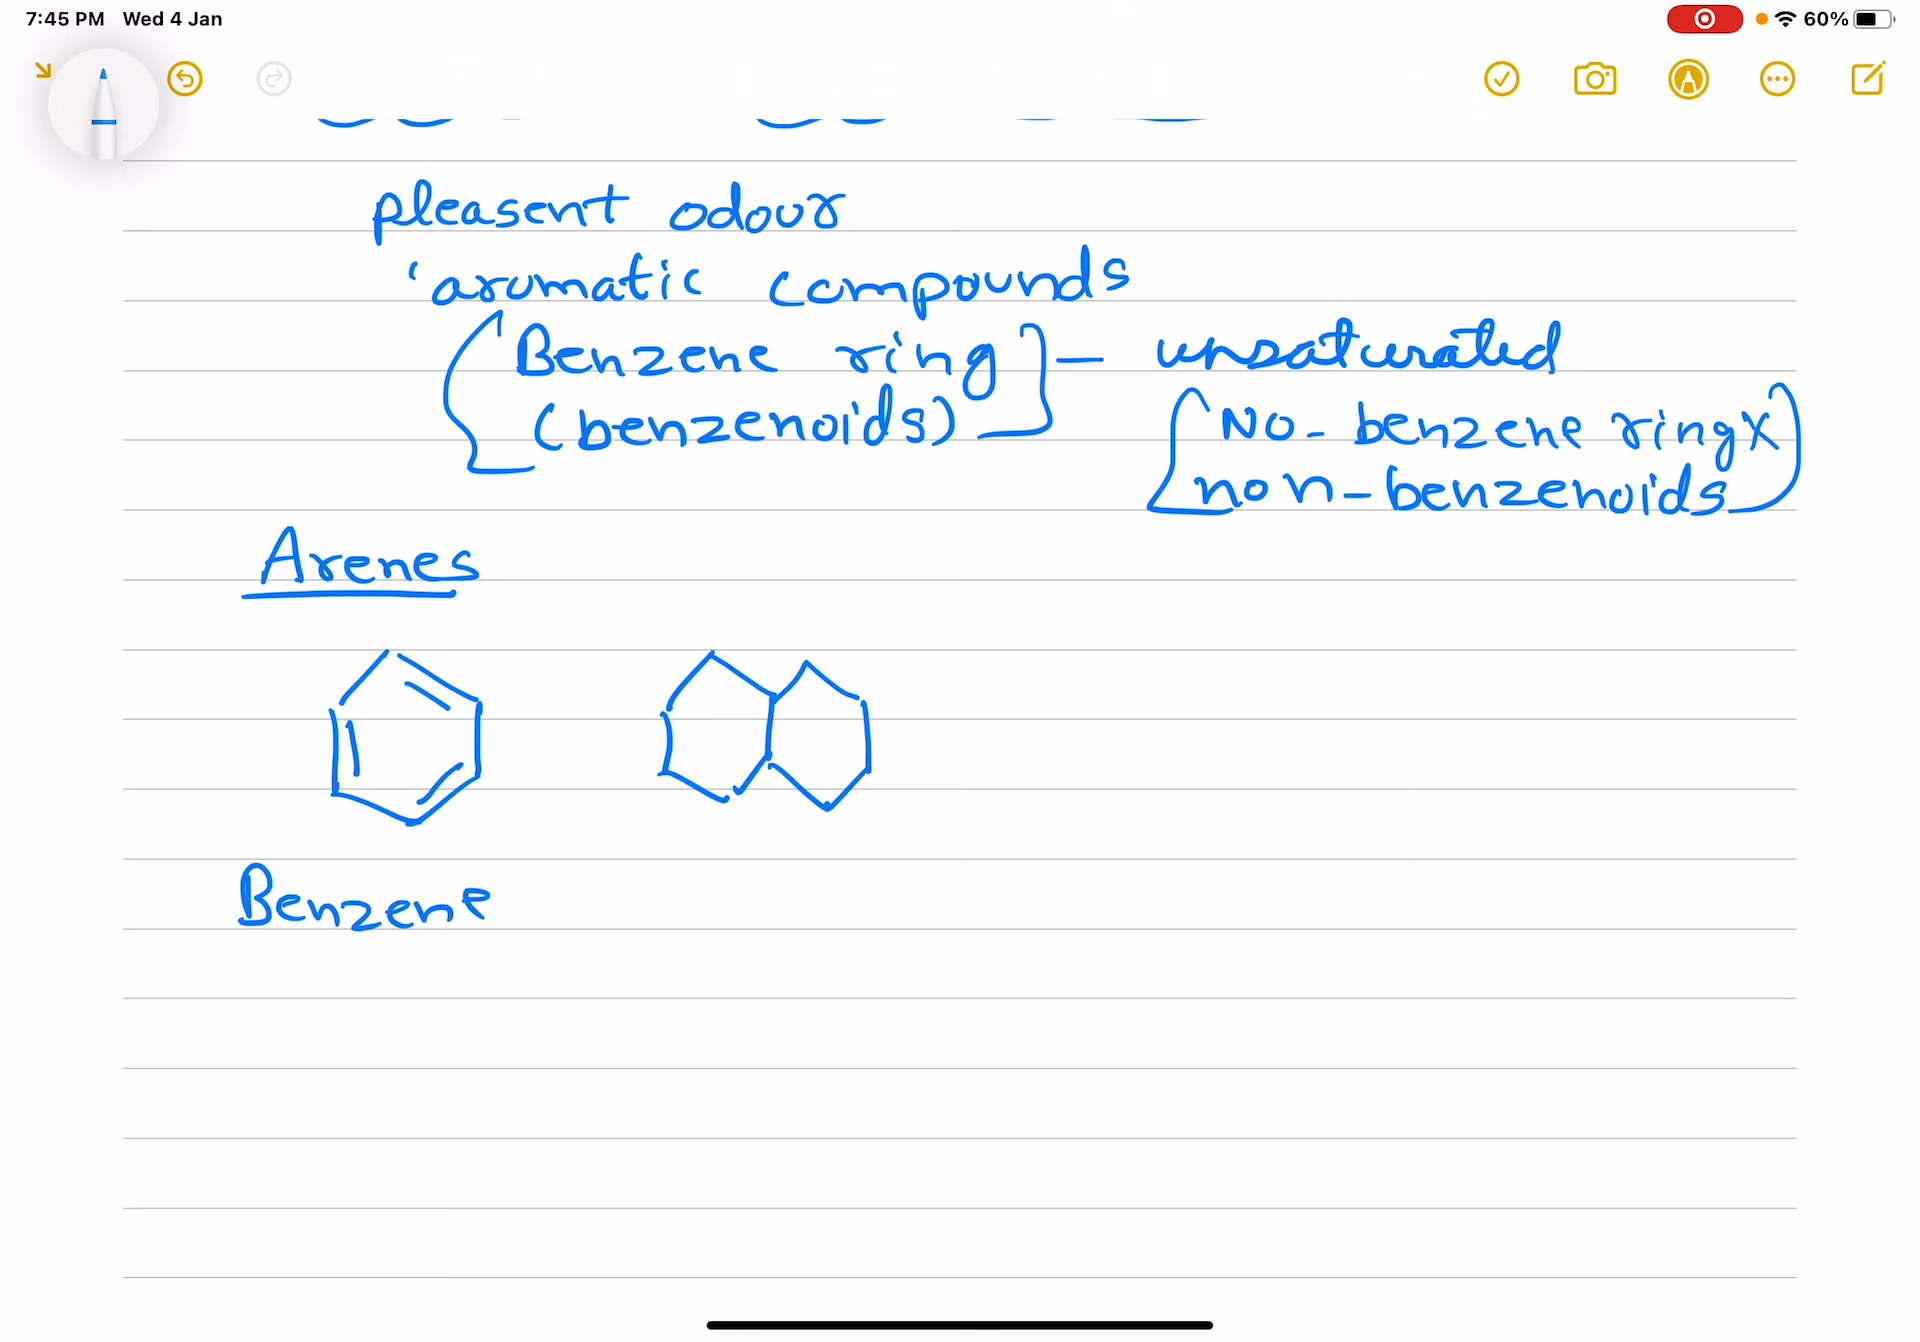 7:45 PM Wed 4 Jan 60%
pleasent odour
'aromatic compounds
Benzene ring - unsaturated
(benzenoids)
No - benzene ring X
non-benzenoids
Arenes
Benzene